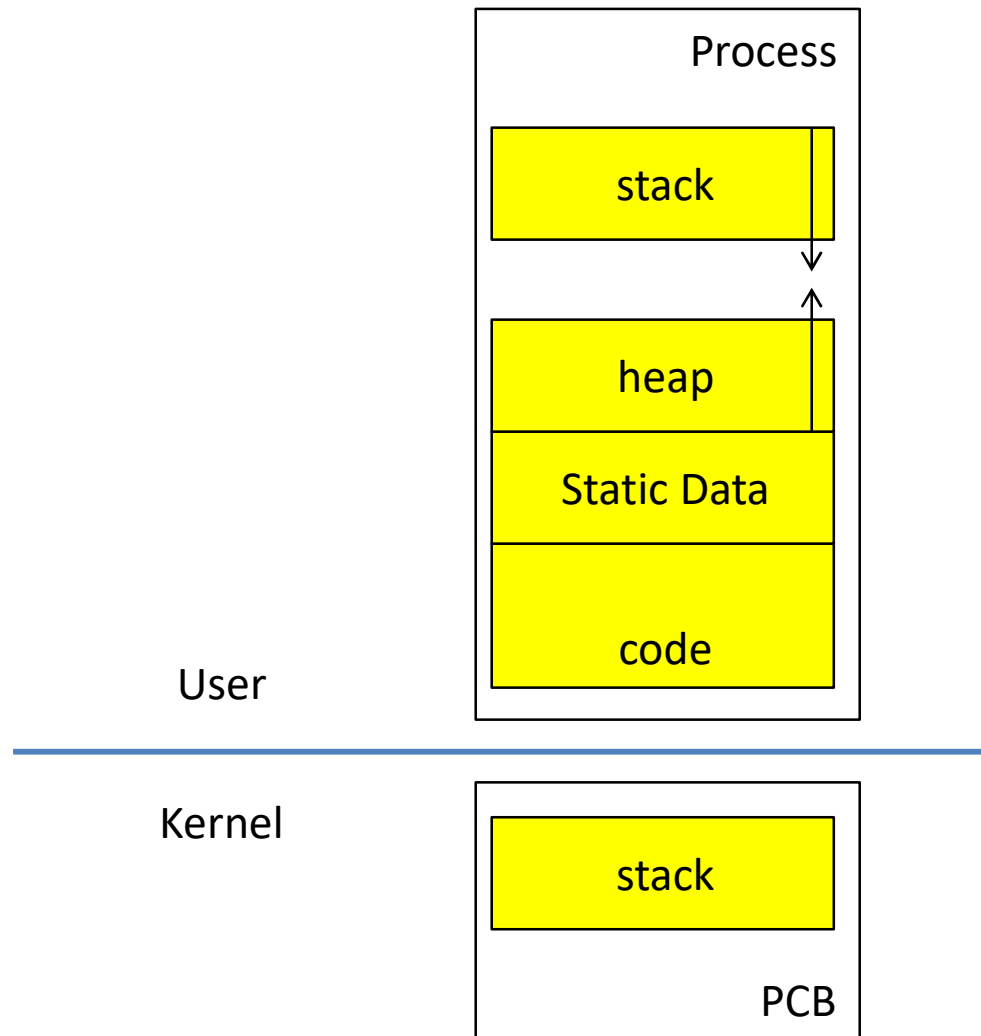 Process
stack
heap
Static Data
code
User
Kernel
stack
PCB